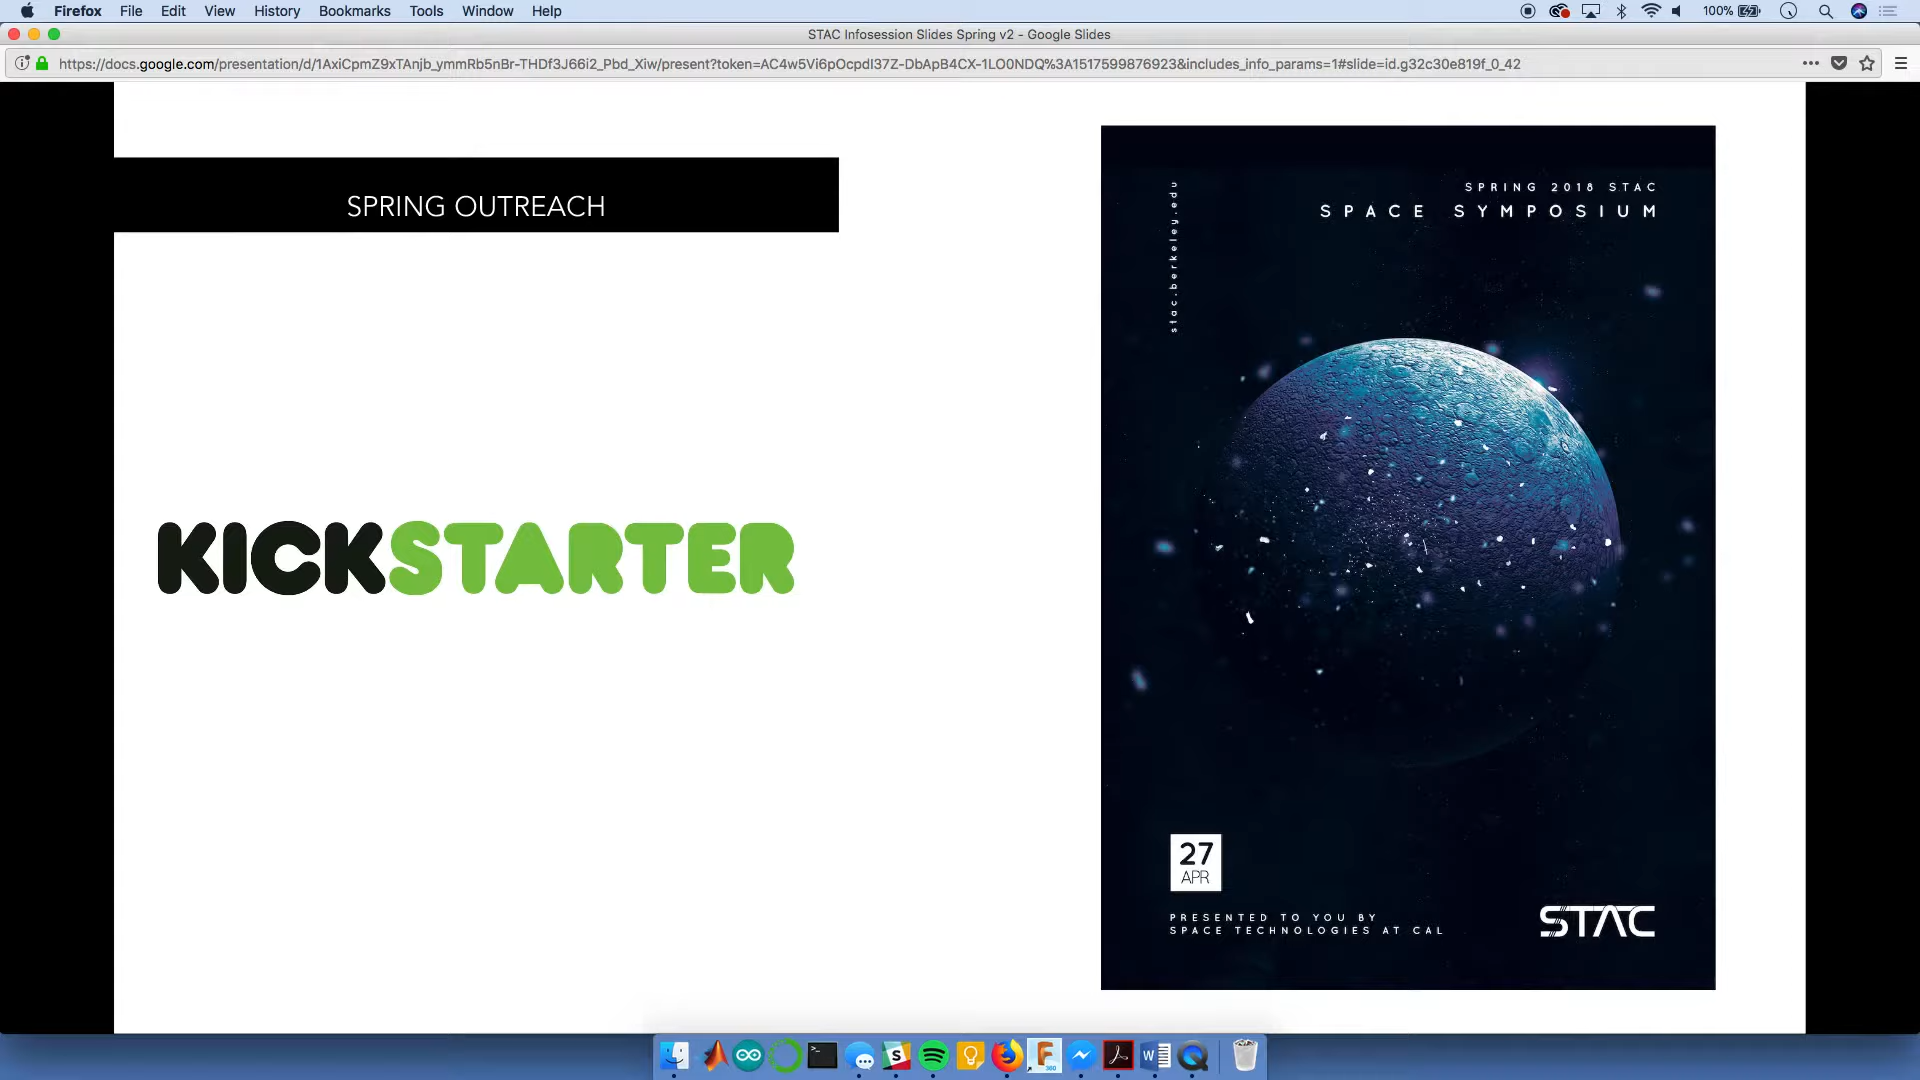 Firefox File Edit View History Bookmarks Tools Window Help 100%
STAC Infosession Slides Spring v2 - Google Slides
https://docs.google.com/presentation/d/1AxiCpmZ9xTAnjb_ymmRb5nBr-THDf3J66i2_Pbd_Xiw/present?token=AC4w5Vi6pOcpdI37Z-DbApB4CX-1LO0NDQ%3A1517599876923&includes_info_params=1#slide=id.g32c30e819f_0_42
SPRING OUTREACH
KICKSTARTER
stac.berkeley.edu
SPRING 2018 STAC
SPACE SYMPOSIUM
27
APR
PRESENTED TO YOU BY
SPACE TECHNOLOGIES AT CAL
STAC